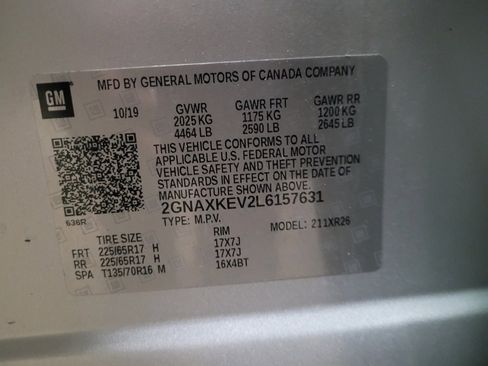 GM
MFD BY GENERAL MOTORS OF CANADA COMPANY
10/19 GVWR GAWR FRT GAWR RR
2025 KG 1175 KG 1200 KG
4464 LB 2590 LB 2645 LB
THIS VEHICLE CONFORMS TO ALL
APPLICABLE U.S. FEDERAL MOTOR
VEHICLE SAFETY AND THEFT PREVENTION
STANDARDS IN EFFECT ON THE DATE OF
MANUFACTURE SHOWN ABOVE.
2GNAXKEV2L6157631
636R TYPE: M.P.V. MODEL: 211XR26
TIRE SIZE RIM
FRT 225/65R17 H 17X7J
RR 225/65R17 H 17X7J
SPA T135/70R16 M 16X4BT